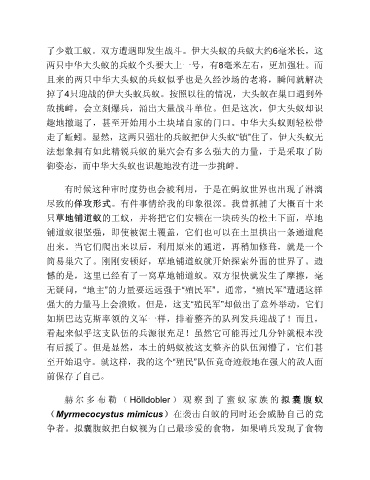 了少数工蚁。双方遭遇即发生战斗。伊大头蚁的兵蚁大约6毫米长，这
两只中华大头蚁的兵蚁个头要大上一号，有8毫米左右，更加强壮。而
且来的两只中华大头蚁的兵蚁似乎也是久经沙场的老将，瞬间就解决
掉了4只迎战的伊大头蚁兵蚁。按照以往的情况，大头蚁在巢口遇到外
敌挑衅，会立刻爆兵，涌出大量战斗单位。但是这次，伊大头蚁却识
趣地撤退了，甚至开始用小土块堵自家的门口。中华大头蚁则轻松带
走了蚯蚓。显然，这两只强壮的兵蚁把伊大头蚁“镇”住了，伊大头蚁无
法想象拥有如此精锐兵蚁的巢穴会有多么强大的力量，于是采取了防
御姿态，而中华大头蚁也识趣地没有进一步挑衅。
有时候这种审时度势也会被利用，于是在蚂蚁世界也出现了淋漓
尽致的佯攻形式。有件事情给我的印象很深。我曾抓捕了大概百十来
只草地铺道蚁的工蚁，并将把它们安顿在一块砖头的松土下面，草地
铺道蚁很坚强，即使被泥土覆盖，它们也可以在土里拱出一条通道爬
出来。当它们爬出来以后，利用原来的通道，再稍加修葺，就是一个
简易巢穴了。刚刚安顿好，草地铺道蚁就开始探索外面的世界了。遗
憾的是，这里已经有了一窝草地铺道蚁。双方很快就发生了摩擦，毫
无疑问，“地主”的力量要远远强于“殖民军”。通常，“殖民军”遭遇这样
强大的力量马上会溃败。但是，这支“殖民军”却做出了意外举动，它们
如斯巴达克斯率领的义军一样，排着整齐的队列发兵迎战了！而且，
看起来似乎这支队伍的兵源很充足！虽然它可能再过几分钟就根本没
有后援了。但是显然，本土的蚂蚁被这支整齐的队伍闹懵了，它们甚
至开始退守。就这样，我的这个“殖民”队伍竟奇迹般地在强大的敌人面
前保存了自己。
赫尔多布勒（Hölldobler）观察到了蜜蚁家族的拟囊腹蚁
（Myrmecocystus mimicus）在袭击白蚁的同时还会威胁自己的竞
争者。拟囊腹蚁把白蚁视为自己最珍爱的食物，如果哨兵发现了食物